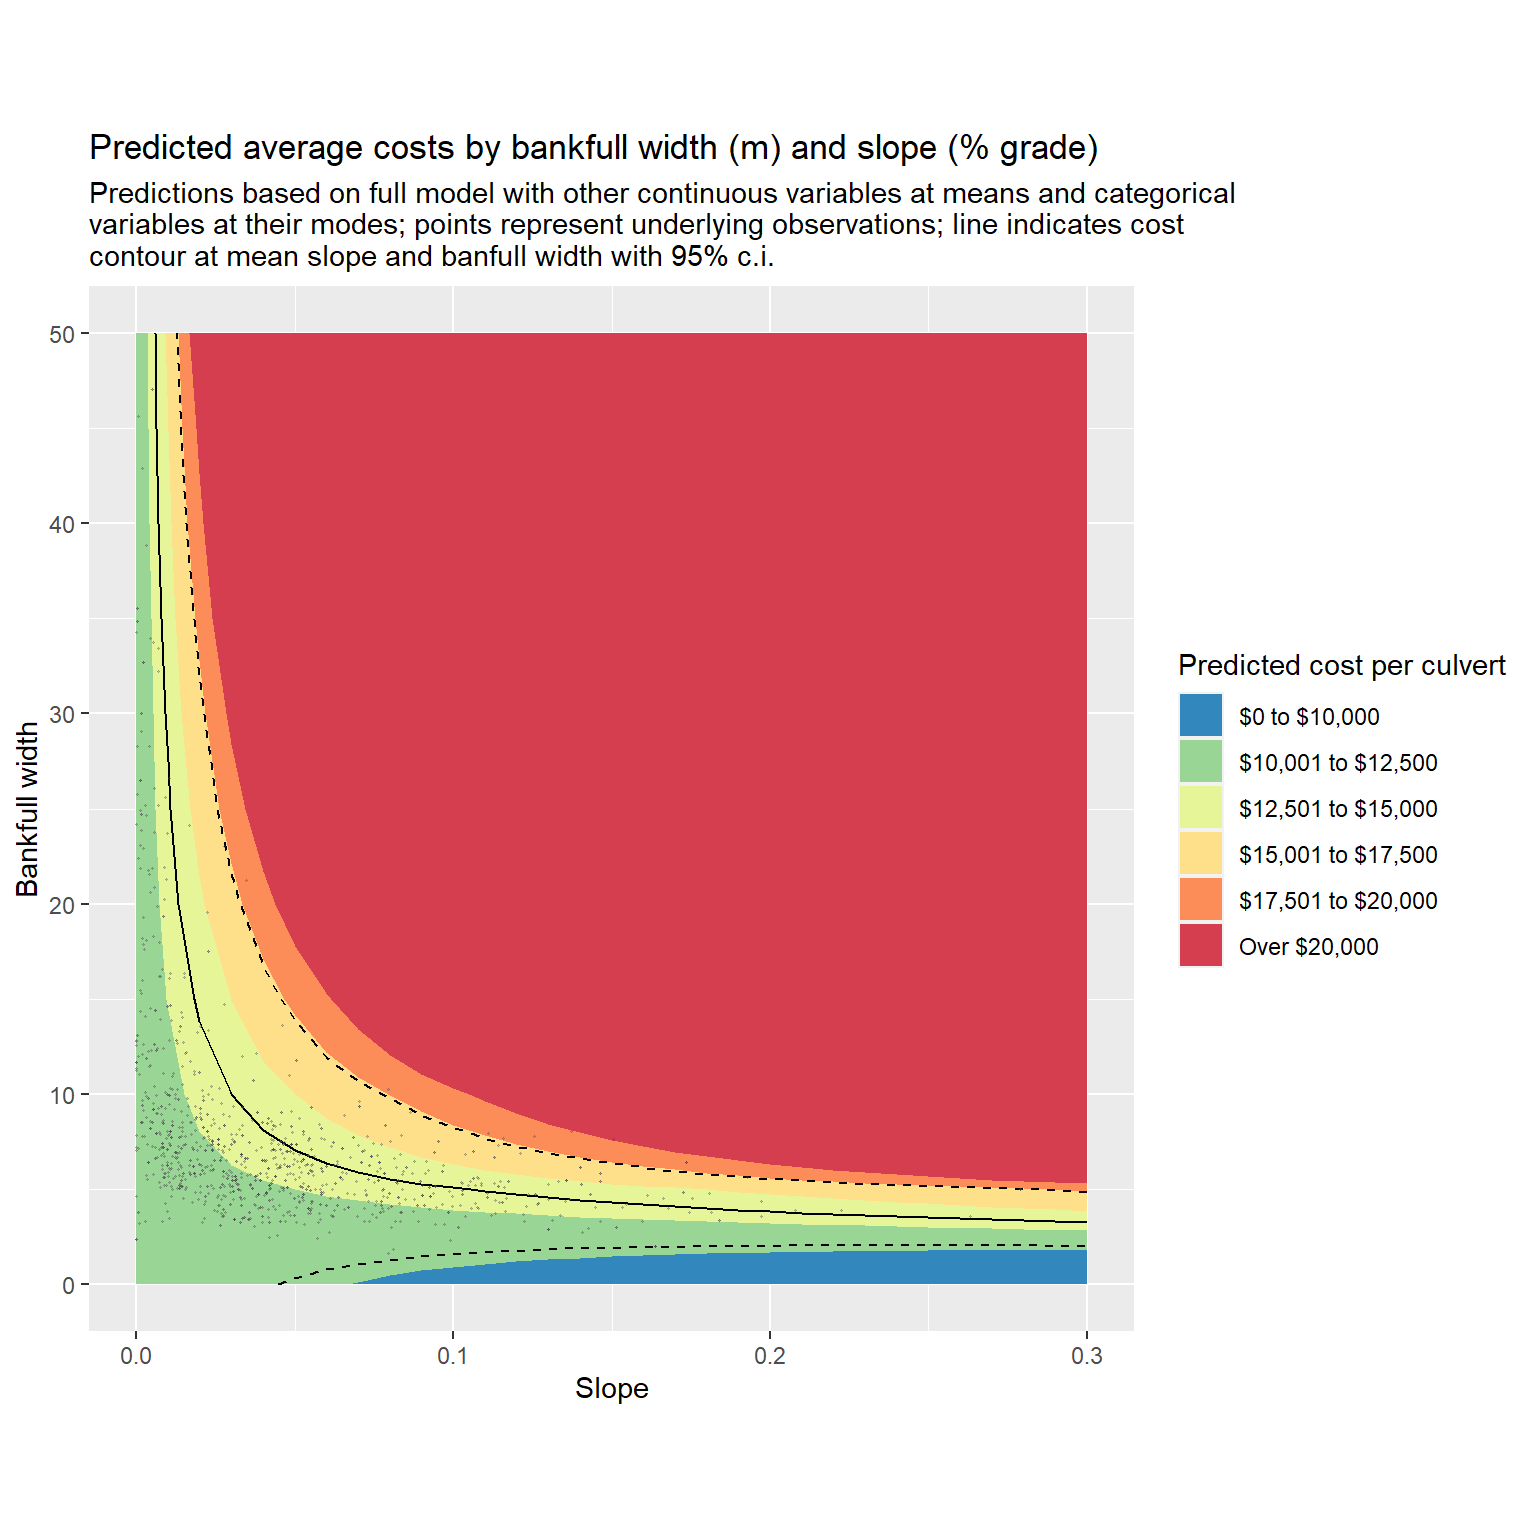 Predicted average costs by bankfull width (m) and slope (% grade)
Predictions based on full model with other continuous variables at means and categorical
variables at their modes; points represent underlying observations; line indicates cost
contour at mean slope and banfull width with 95% c.i.
50
40
30
20
10
0
Bankfull width
0.0
0.1
0.2
0.3
Slope
Predicted cost per culvert
$0 to $10,000
$10,001 to $12,500
$12,501 to $15,000
$15,001 to $17,500
$17,501 to $20,000
Over $20,000